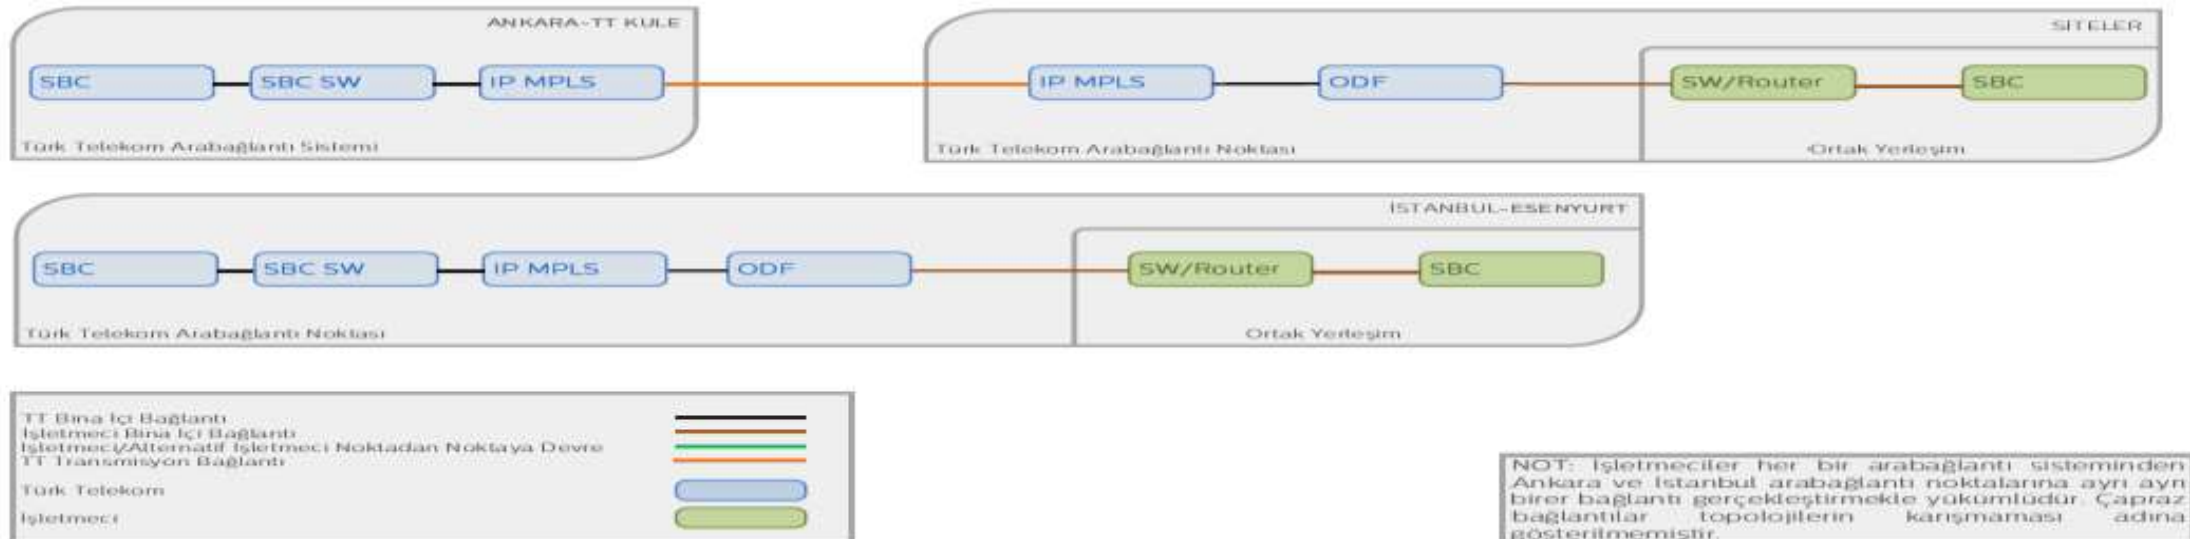 ANKARA-TT KULE
SBC
SBC SW
IP MPLS
Türk Telekom Arabağlantı Sistemi
SİTELER
IP MPLS
ODF
SW/Router
SBC
Türk Telekom Arabağlantı Noktası
Ortak Yerleşim
İSTANBUL-ESENYURT
SBC
SBC SW
IP MPLS
ODF
SW/Router
SBC
Türk Telekom Arabağlantı Noktası
Ortak Yerleşim
TT Bina İçi Bağlantı
İşletmeci Bina İçi Bağlantı
İşletmeci/Alternatif İşletmeci Noktadan Noktaya Devre
TT Transmisyon Bağlantı
Türk Telekom
İşletmeci
NOT: İşletmeciler her bir arabağlantı sisteminden
Ankara ve İstanbul arabağlantı noktalarına ayrı ayrı
birer bağlantı gerçekleştirmekle yükümlüdür. Çapraz
bağlantılar topolojilerin karışmaması adına
gösterilmemiştir.